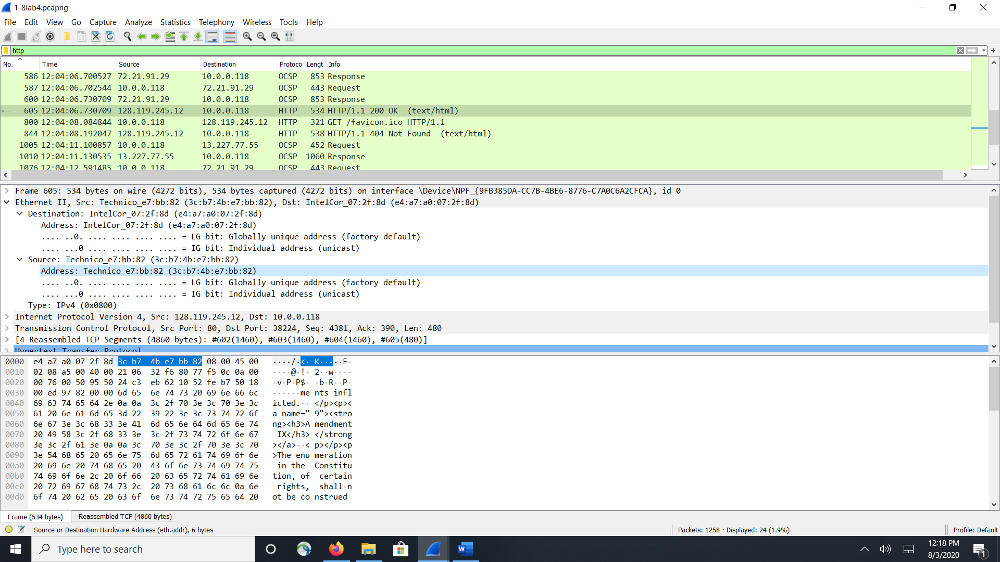 1-8lab4.pcapng
File Edit View Go Capture Analyze Statistics Telephony Wireless Tools Help
http
No. Time Source Destination Protoco Lengt Info
586 12:04:06.700527 72.21.91.29 10.0.0.118 OCSP 853 Response
587 12:04:06.702544 10.0.0.118 72.21.91.29 OCSP 443 Request
600 12:04:06.730709 72.21.91.29 10.0.0.118 OCSP 853 Response
605 12:04:06.730709 128.119.245.12 10.0.0.118 HTTP 534 HTTP/1.1 200 OK (text/html)
800 12:04:08.084844 10.0.0.118 128.119.245.12 HTTP 321 GET /favicon.ico HTTP/1.1
844 12:04:08.192047 128.119.245.12 10.0.0.118 HTTP 538 HTTP/1.1 404 Not Found (text/html)
1005 12:04:11.100857 10.0.0.118 13.227.77.55 OCSP 452 Request
1010 12:04:11.130535 13.227.77.55 10.0.0.118 OCSP 1060 Response
1076 12:04:12.591485 10.0.0.118 72.21.91.29 OCSP 443 Request
Frame 605: 534 bytes on wire (4272 bits), 534 bytes captured (4272 bits) on interface \Device\NPF_{9FB385DA-CC7B-4BE6-8776-C7A0C6A2CFCA}, id 0
Ethernet II, Src: Technico_e7:bb:82 (3c:b7:4b:e7:bb:82), Dst: IntelCor_07:2f:8d (e4:a7:a0:07:2f:8d)
Destination: IntelCor_07:2f:8d (e4:a7:a0:07:2f:8d)
Address: IntelCor_07:2f:8d (e4:a7:a0:07:2f:8d)
.... ..0. .... .... .... .... = LG bit: Globally unique address (factory default)
.... ...0 .... .... .... .... = IG bit: Individual address (unicast)
Source: Technico_e7:bb:82 (3c:b7:4b:e7:bb:82)
Address: Technico_e7:bb:82 (3c:b7:4b:e7:bb:82)
.... ..0. .... .... .... .... = LG bit: Globally unique address (factory default)
.... ...0 .... .... .... .... = IG bit: Individual address (unicast)
Type: IPv4 (0x0800)
Internet Protocol Version 4, Src: 128.119.245.12, Dst: 10.0.0.118
Transmission Control Protocol, Src Port: 80, Dst Port: 38224, Seq: 4381, Ack: 390, Len: 480
[4 Reassembled TCP Segments (4860 bytes): #602(1460), #603(1460), #604(1460), #605(480)]
Hypertext Transfer Protocol
0000 e4 a7 a0 07 2f 8d 3c b7 4b e7 bb 82 08 00 45 00 ····/·<· K·····E·
0010 02 08 a5 00 40 00 21 06 32 f6 80 77 f5 0c 0a 00 ····@·!· 2··w····
0020 00 76 00 50 95 50 24 c3 eb 62 10 52 fe b7 50 18 ·v·P·P$· ·b·R··P·
0030 00 ed 97 82 00 00 6d 65 6e 74 73 20 69 6e 66 6c ······me nts infl
0040 69 63 74 65 64 2e 0a 0a 3c 2f 70 3e 3c 70 3e 3c icted.·· </p><p><
0050 61 20 6e 61 6d 65 3d 22 39 22 3e 3c 73 74 72 6f a name=" 9"><stro
0060 6e 67 3e 3c 68 33 3e 41 6d 65 6e 64 6d 65 6e 74 ng><h3>A mendment
0070 20 49 58 3c 2f 68 33 3e 3c 2f 73 74 72 6f 6e 67 IX</h3> </strong
0080 3e 3c 2f 61 3e 0a 0a 3c 70 3e 3c 2f 70 3e 3c 70 ></a>··< p></p><p
0090 3e 54 68 65 20 65 6e 75 6d 65 72 61 74 69 6f 6e >The enu meration
00a0 20 69 6e 20 74 68 65 20 43 6f 6e 73 74 69 74 75 in the Constitu
00b0 74 69 6f 6e 2c 20 6f 66 20 63 65 72 74 61 69 6e tion, of certain
00c0 20 72 69 67 68 74 73 2c 20 73 68 61 6c 6c 0a 6e rights, shall·n
00d0 6f 74 20 62 65 20 63 6f 6e 73 74 72 75 65 64 20 ot be co nstrued
Frame (534 bytes) Reassembled TCP (4860 bytes)
Source or Destination Hardware Address (eth.addr), 6 bytes Packets: 1258 · Displayed: 24 (1.9%) Profile: Default
Type here to search
12:18 PM
8/3/2020
1